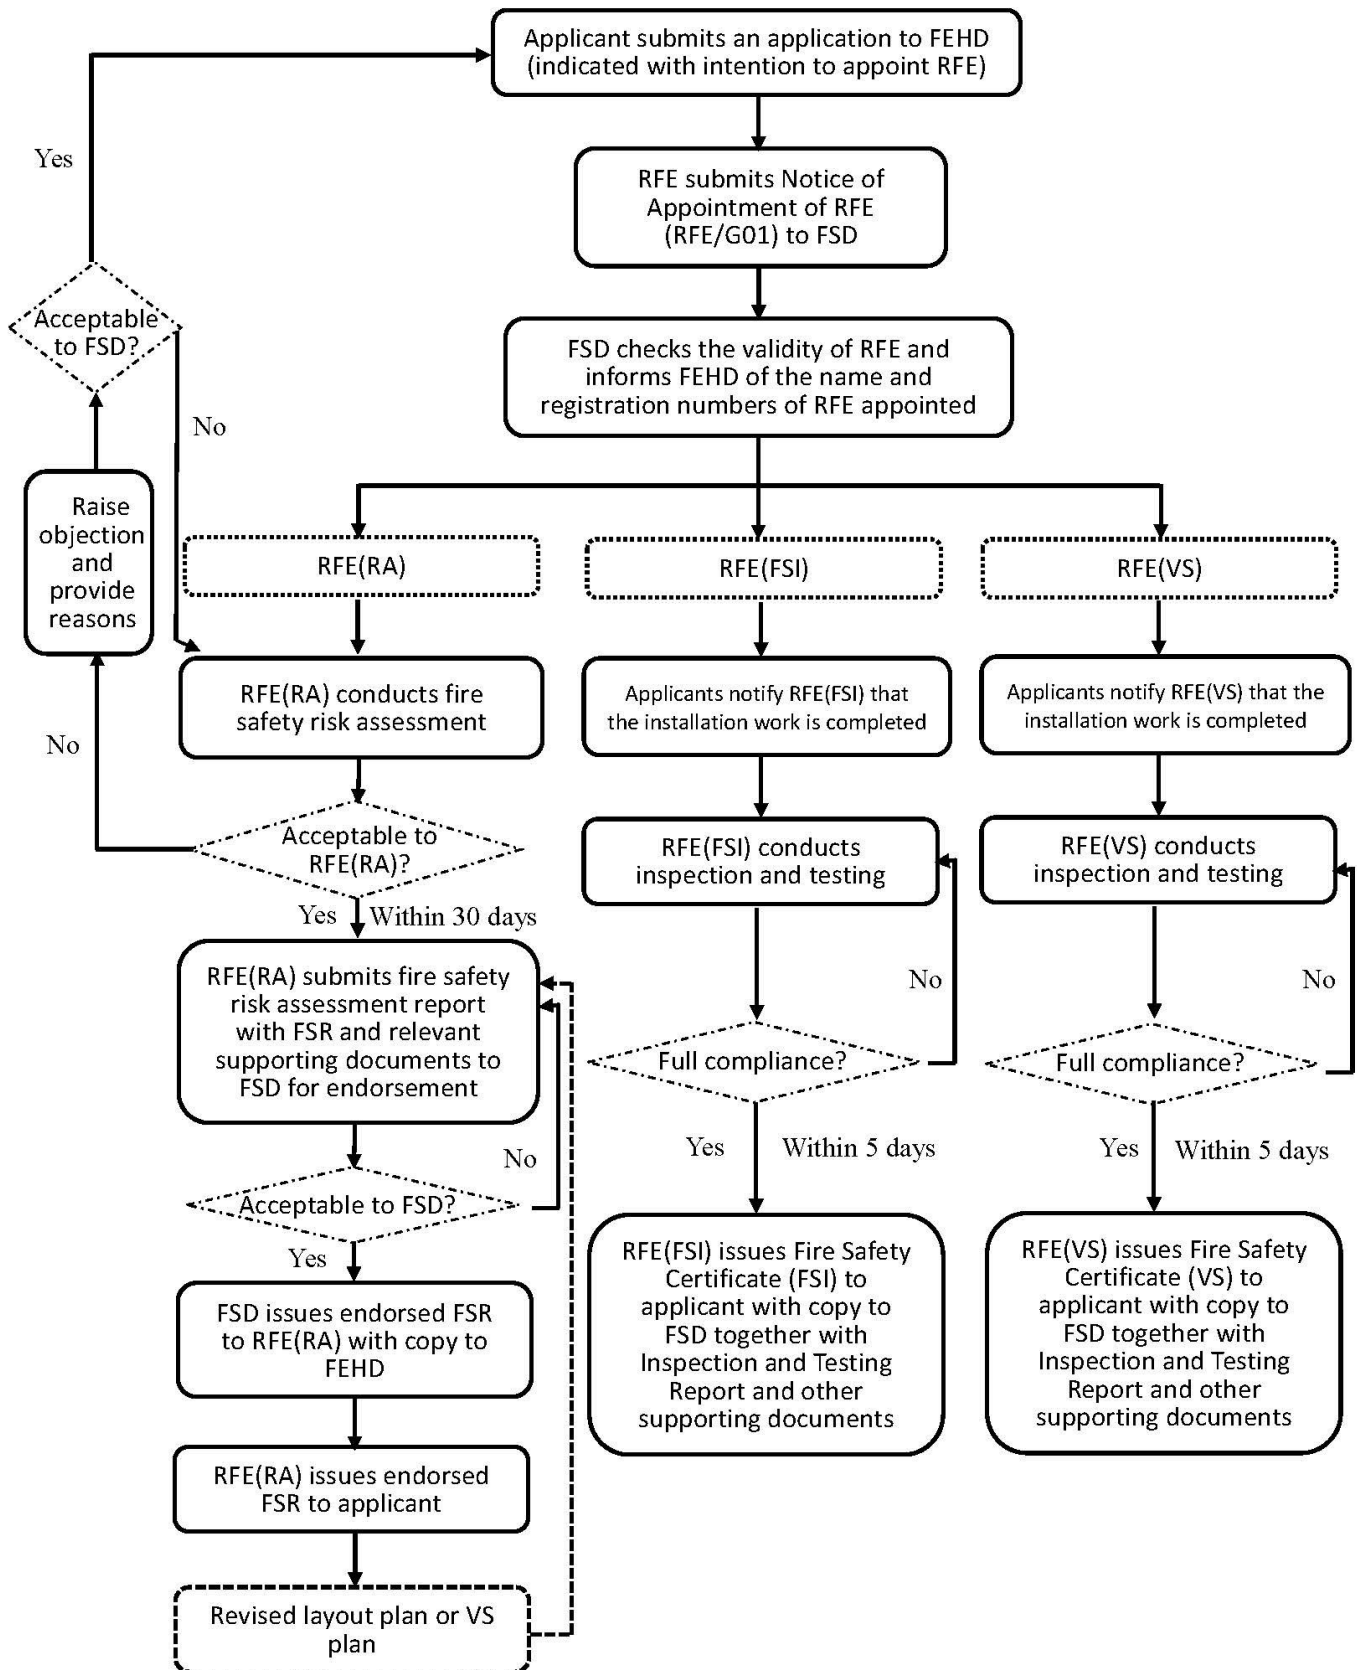 Applicant submits an application to FEHD
(indicated with intention to appoint RFE)
Yes
RFE submits Notice of
Appointment of RFE
(RFE/G01) to FSD
Acceptable
to FSD?
FSD checks the validity of RFE and
informs FEHD of the name and
registration numbers of RFE appointed
No
Raise
objection
and
provide
reasons
RFE(RA)
RFE(FSI)
RFE(VS)
RFE(RA) conducts fire
safety risk assessment
Applicants notify RFE(FSI) that
the installation work is completed
Applicants notify RFE(VS) that the
installation work is completed
No
Acceptable to
RFE(RA)?
RFE(FSI) conducts
inspection and testing
RFE(VS) conducts
inspection and testing
Yes
Within 30 days
RFE(RA) submits fire safety
risk assessment report
with FSR and relevant
supporting documents to
FSD for endorsement
No
No
Full compliance?
Full compliance?
Yes
Within 5 days
Yes
Within 5 days
No
Acceptable to FSD?
Yes
RFE(FSI) issues Fire Safety
Certificate (FSI) to
applicant with copy to
FSD together with
Inspection and Testing
Report and other
supporting documents
RFE(VS) issues Fire Safety
Certificate (VS) to
applicant with copy to
FSD together with
Inspection and Testing
Report and other
supporting documents
FSD issues endorsed FSR
to RFE(RA) with copy to
FEHD
RFE(RA) issues endorsed
FSR to applicant
Revised layout plan or VS
plan